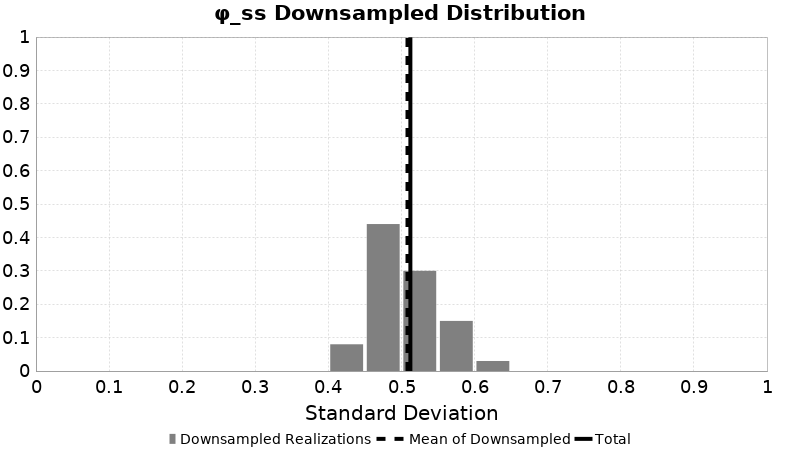 φ_ss Downsampled Distribution
1
0.9
0.8
0.7
0.6
0.5
0.4
0.3
0.2
0.1
0
0 0.1 0.2 0.3 0.4 0.5 0.6 0.7 0.8 0.9 1
Standard Deviation
Downsampled Realizations Mean of Downsampled Total